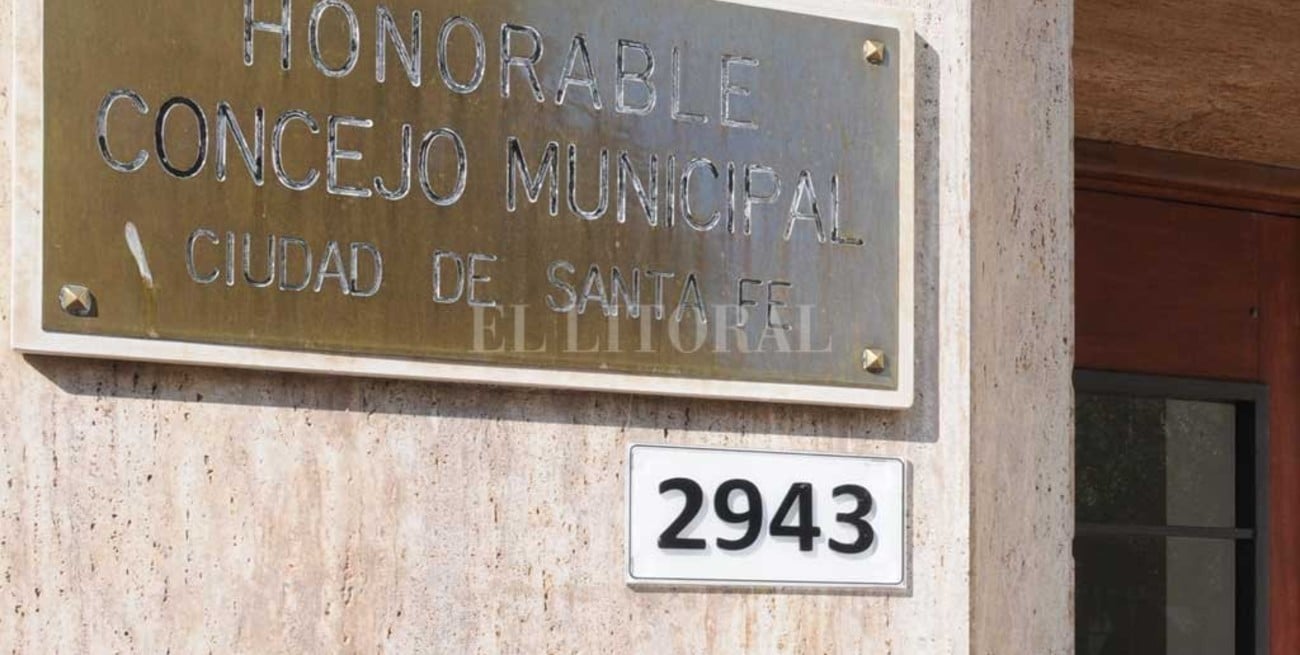 HONORABLE
CONCEJO MUNICIPAL
CIUDAD DE SANTA FE
EL LITORAL
2943